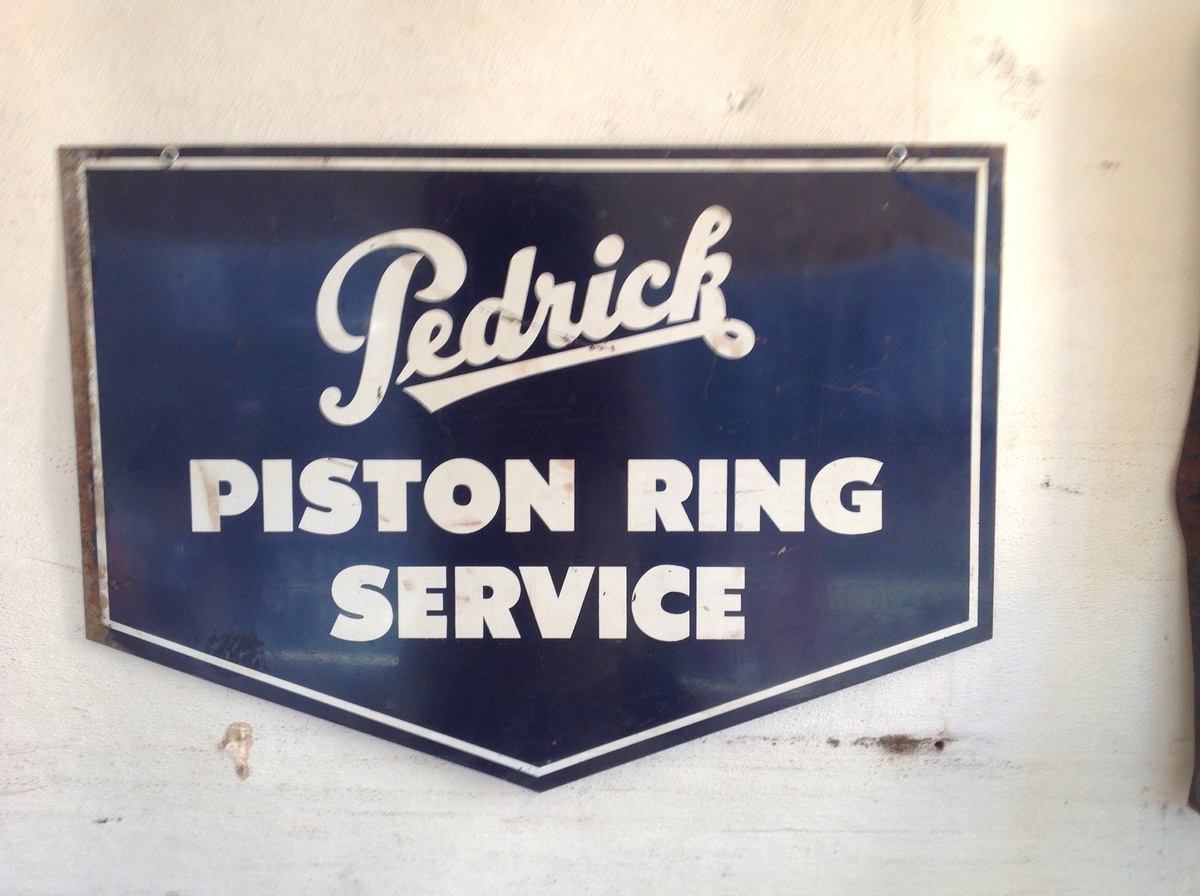 Pedrick
PISTON RING
SERVICE